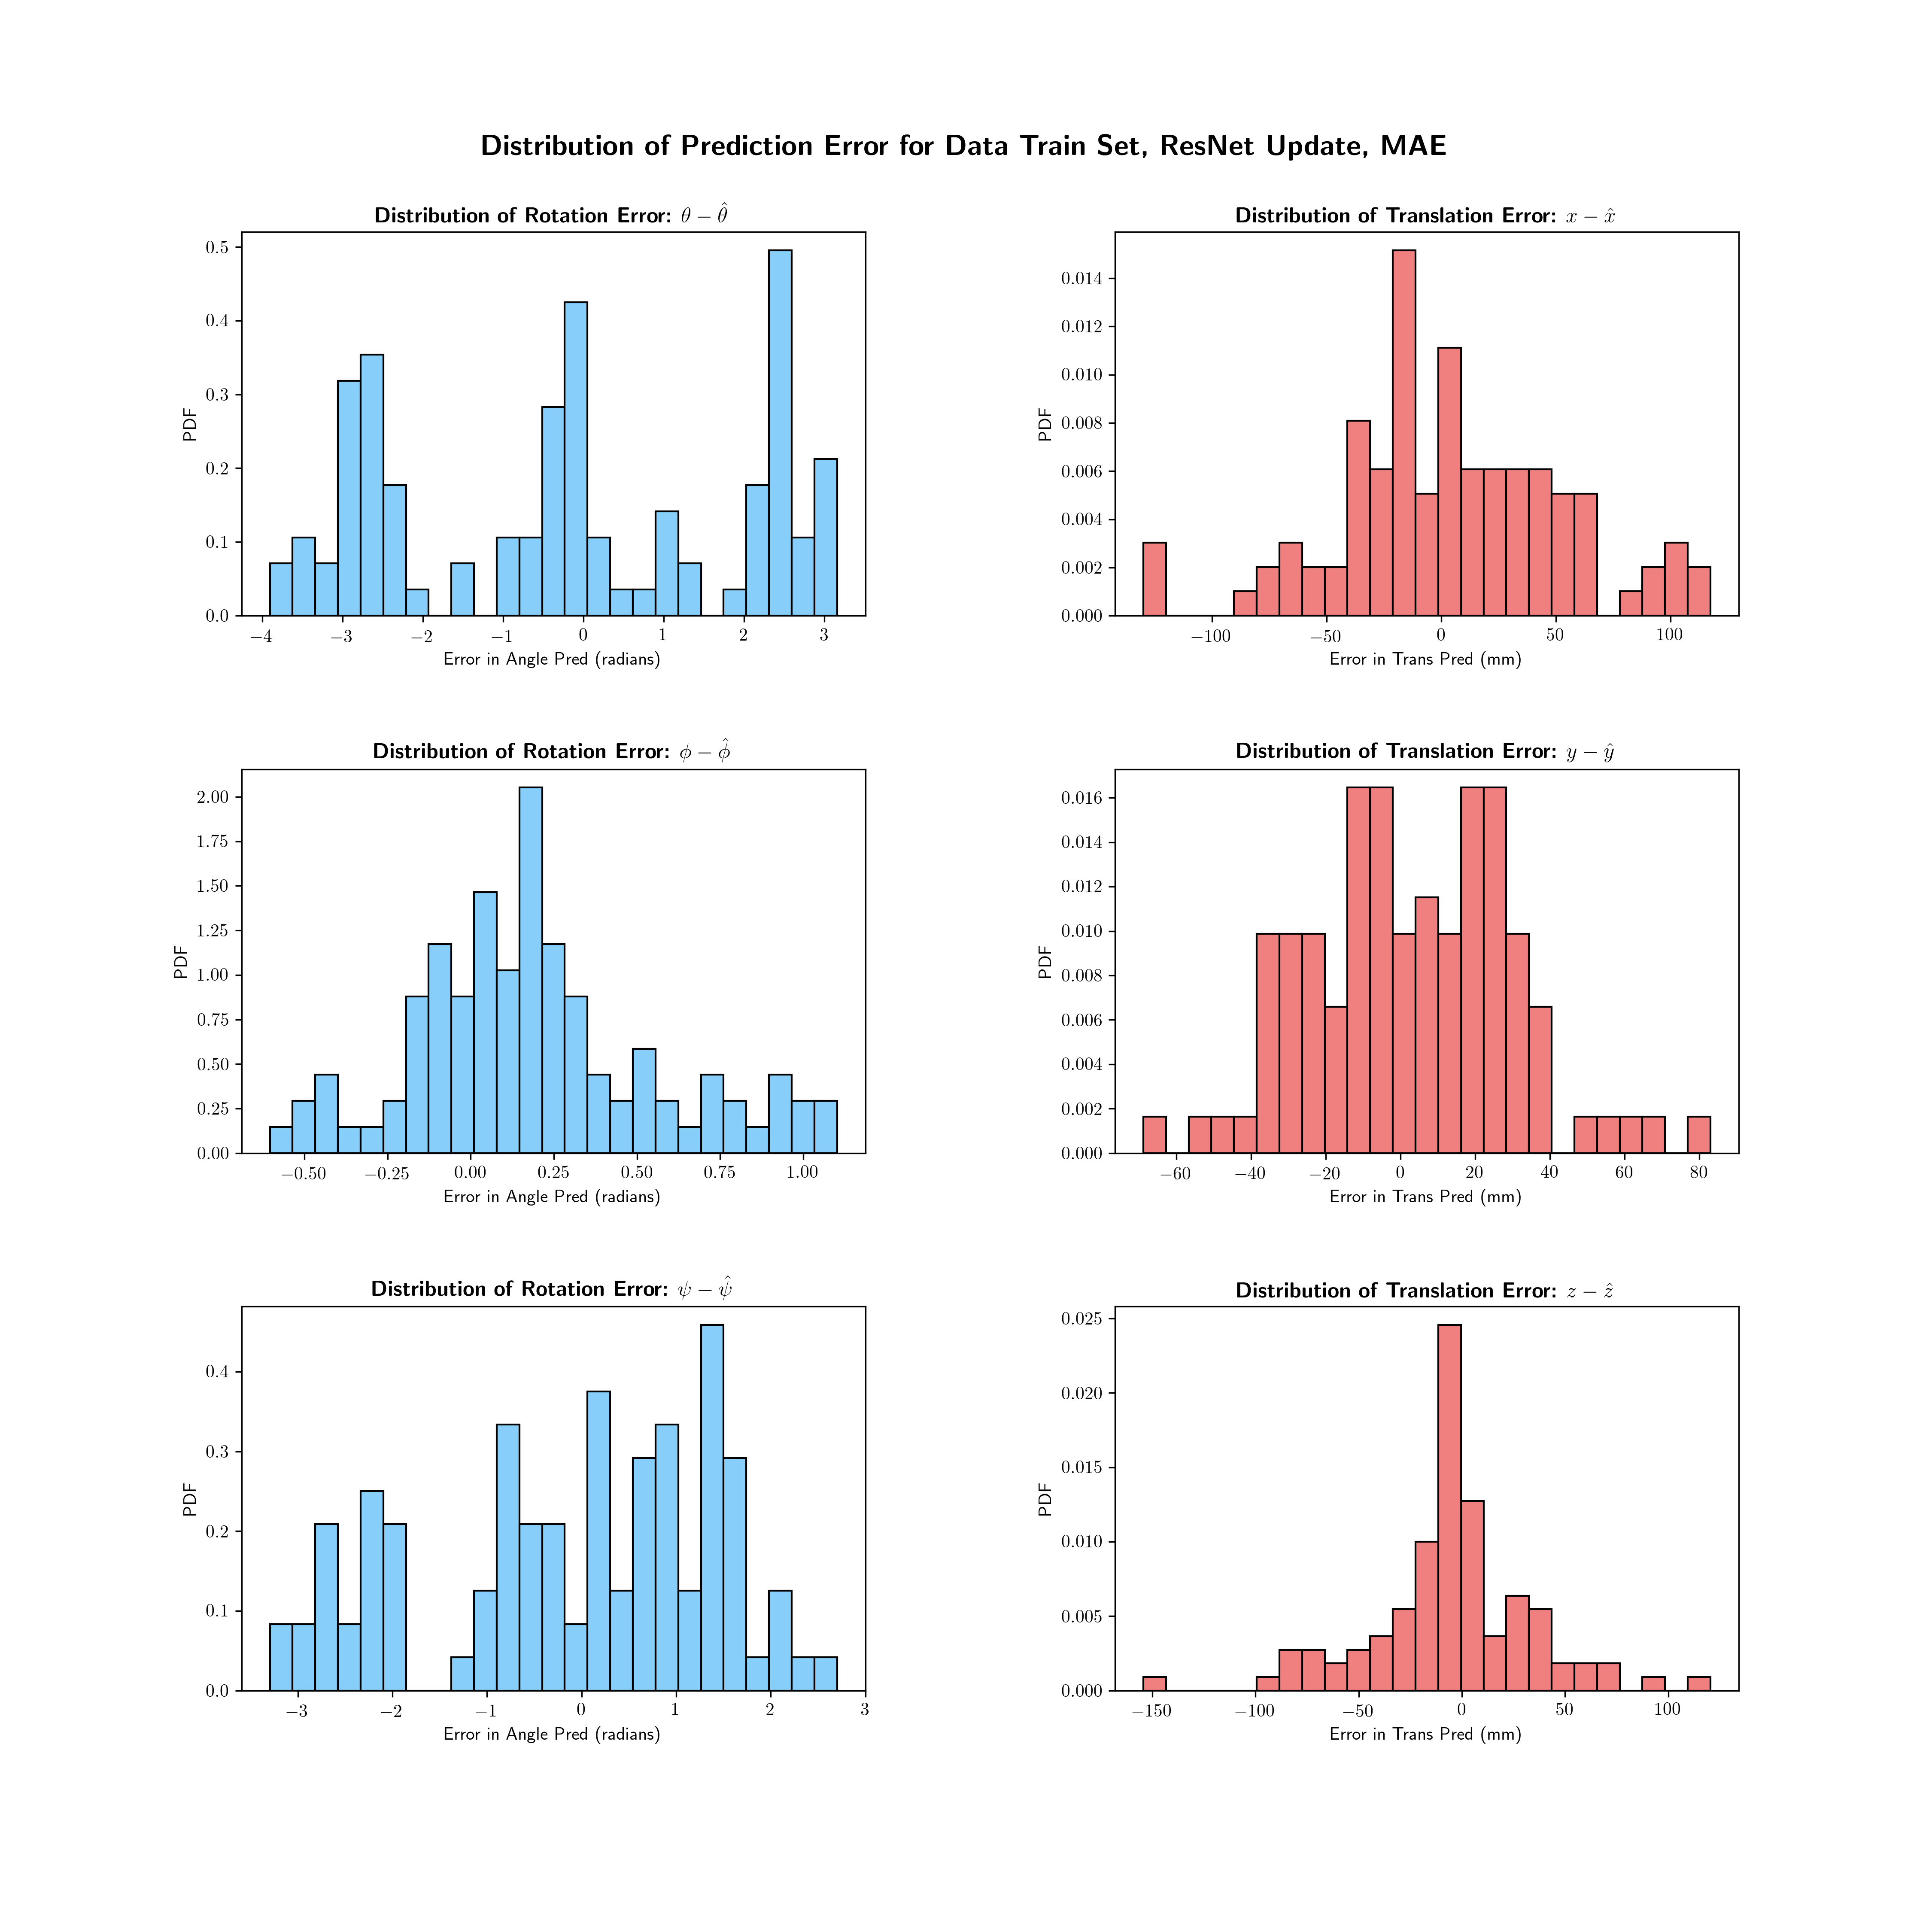 Distribution of Prediction Error for Data Train Set, ResNet Update, MAE
Distribution of Rotation Error: θ − θ̂
0.5
0.4
0.3
0.2
0.1
0.0
PDF
−4 −3 −2 −1 0 1 2 3
Error in Angle Pred (radians)
Distribution of Translation Error: x − x̂
0.014
0.012
0.010
0.008
0.006
0.004
0.002
0.000
PDF
−100 −50 0 50 100
Error in Trans Pred (mm)
Distribution of Rotation Error: ϕ − ϕ̂
2.00
1.75
1.50
1.25
1.00
0.75
0.50
0.25
0.00
PDF
−0.50 −0.25 0.00 0.25 0.50 0.75 1.00
Error in Angle Pred (radians)
Distribution of Translation Error: y − ŷ
0.016
0.014
0.012
0.010
0.008
0.006
0.004
0.002
0.000
PDF
−60 −40 −20 0 20 40 60 80
Error in Trans Pred (mm)
Distribution of Rotation Error: ψ − ψ̂
0.4
0.3
0.2
0.1
0.0
PDF
−3 −2 −1 0 1 2 3
Error in Angle Pred (radians)
Distribution of Translation Error: z − ẑ
0.025
0.020
0.015
0.010
0.005
0.000
PDF
−150 −100 −50 0 50 100
Error in Trans Pred (mm)